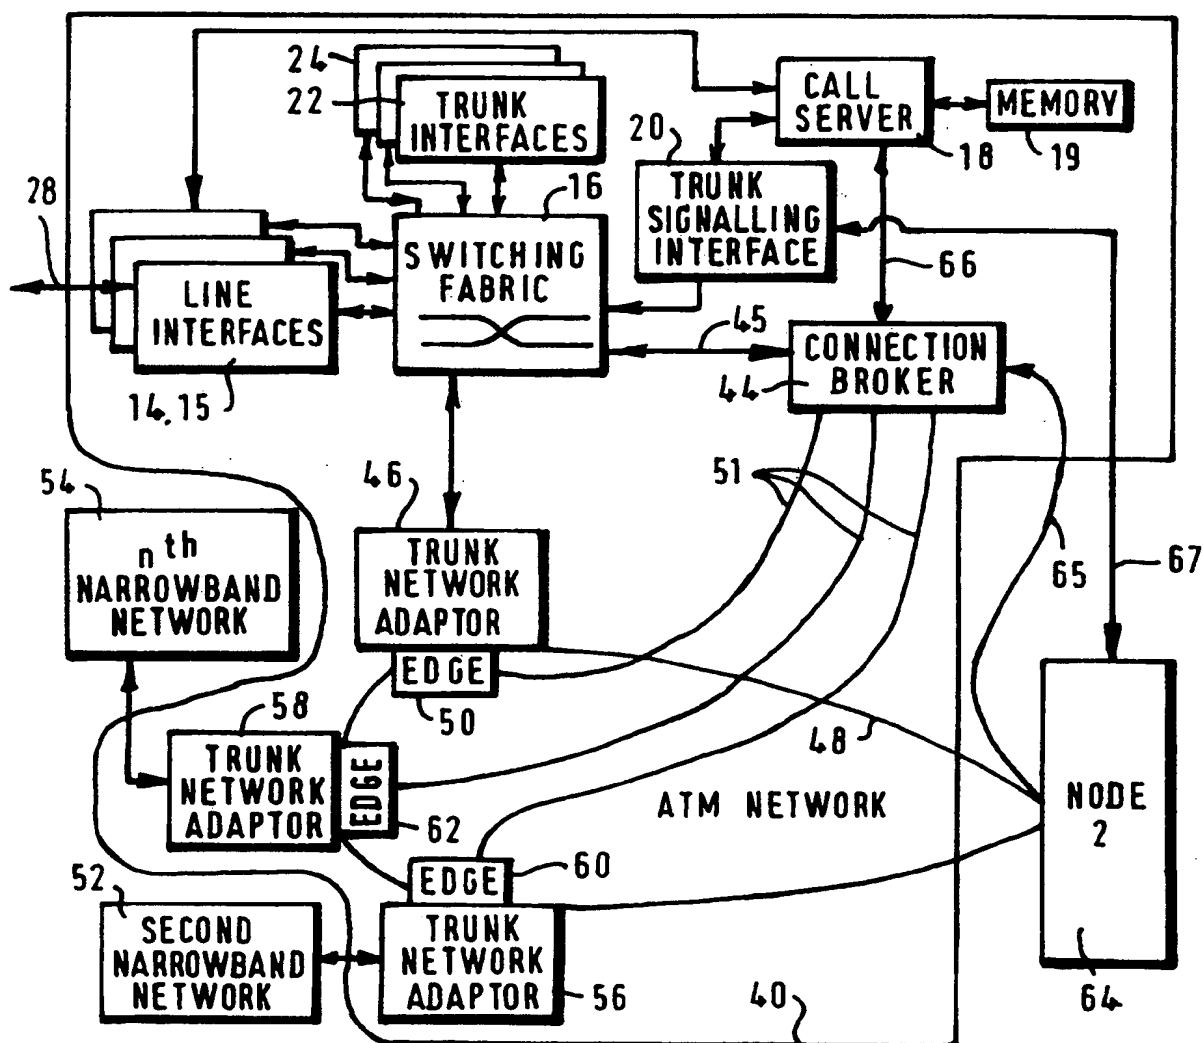 24
22
TRUNK
INTERFACES
20
CALL
SERVER
18
MEMORY
19
28
16
TRUNK
SIGNALLING
INTERFACE
SWITCHING
FABRIC
LINE
INTERFACES
14,15
66
45
CONNECTION
BROKER
44
54
nth
NARROWBAND
NETWORK
46
TRUNK
NETWORK
ADAPTOR
EDGE
50
51
65
67
58
TRUNK
NETWORK
ADAPTOR
EDGE
62
48
ATM NETWORK
NODE
2
64
52
SECOND
NARROWBAND
NETWORK
EDGE
60
TRUNK
NETWORK
ADAPTOR
56
40